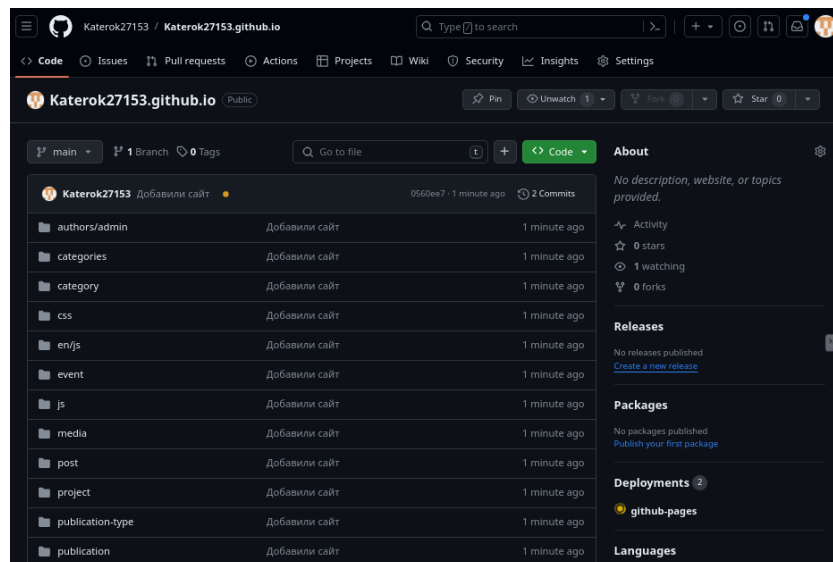 Katerok27153 / Katerok27153.github.io
Type / to search
Code Issues Pull requests Actions Projects Wiki Security Insights Settings
Katerok27153.github.io Public
Pin Unwatch 1 Fork 0 Star 0
main 1 Branch 0 Tags Go to file t + Code
Katerok27153 Добавили сайт 0560ee7 · 1 minute ago 2 Commits
authors/admin Добавили сайт 1 minute ago
categories Добавили сайт 1 minute ago
category Добавили сайт 1 minute ago
css Добавили сайт 1 minute ago
en/js Добавили сайт 1 minute ago
event Добавили сайт 1 minute ago
js Добавили сайт 1 minute ago
media Добавили сайт 1 minute ago
post Добавили сайт 1 minute ago
project Добавили сайт 1 minute ago
publication-type Добавили сайт 1 minute ago
publication Добавили сайт 1 minute ago
About
No description, website, or topics
provided.
Activity
0 stars
1 watching
0 forks
Releases
No releases published
Create a new release
Packages
No packages published
Publish your first package
Deployments 2
github-pages
Languages